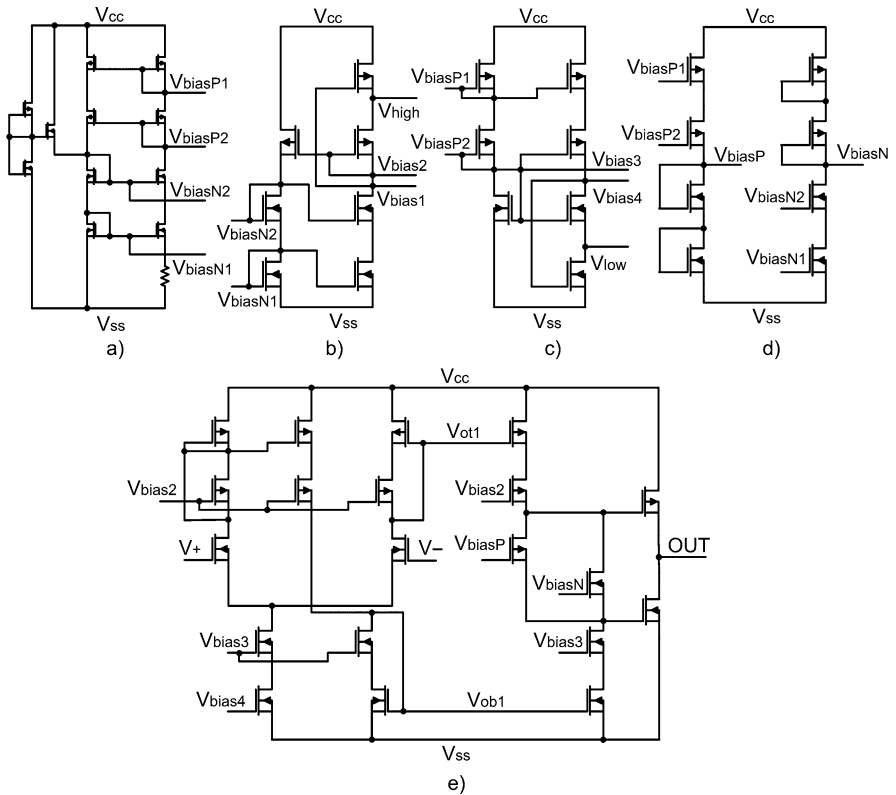 Vcc
VbiasP1
VbiasP2
VbiasN2
VbiasN1
Vss
a)
Vcc
Vhigh
Vbias2
Vbias1
VbiasN2
VbiasN1
Vss
b)
Vcc
VbiasP1
VbiasP2
Vbias3
Vbias4
Vlow
Vss
c)
Vcc
VbiasP1
VbiasP2
VbiasP
VbiasN
VbiasN2
VbiasN1
Vss
d)
Vcc
Vot1
Vbias2
Vbias2
V+
V−
VbiasP
OUT
VbiasN
Vbias3
Vbias3
Vbias4
Vob1
Vss
e)